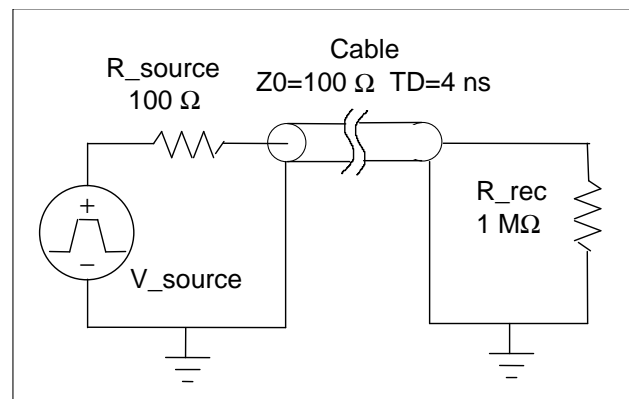 Cable
R_source
Z0=100 Ω TD=4 ns
100 Ω
R_rec
1 MΩ
+
–
V_source